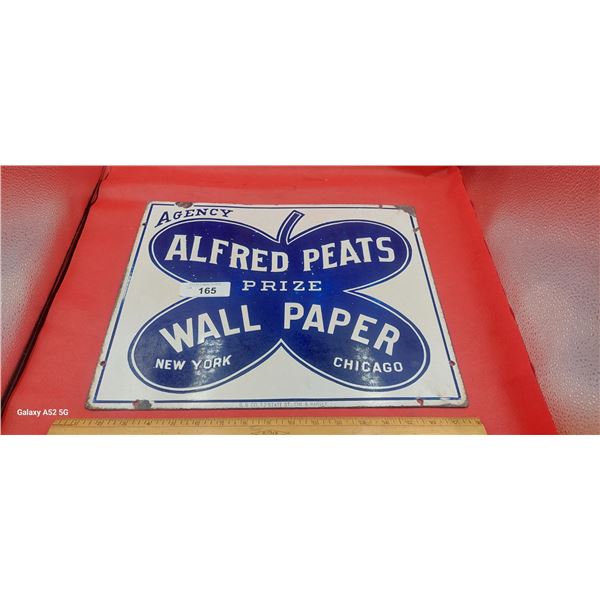 AGENCY
ALFRED PEATS
PRIZE
165
WALL PAPER
NEW YORK CHICAGO
Galaxy A52 5G